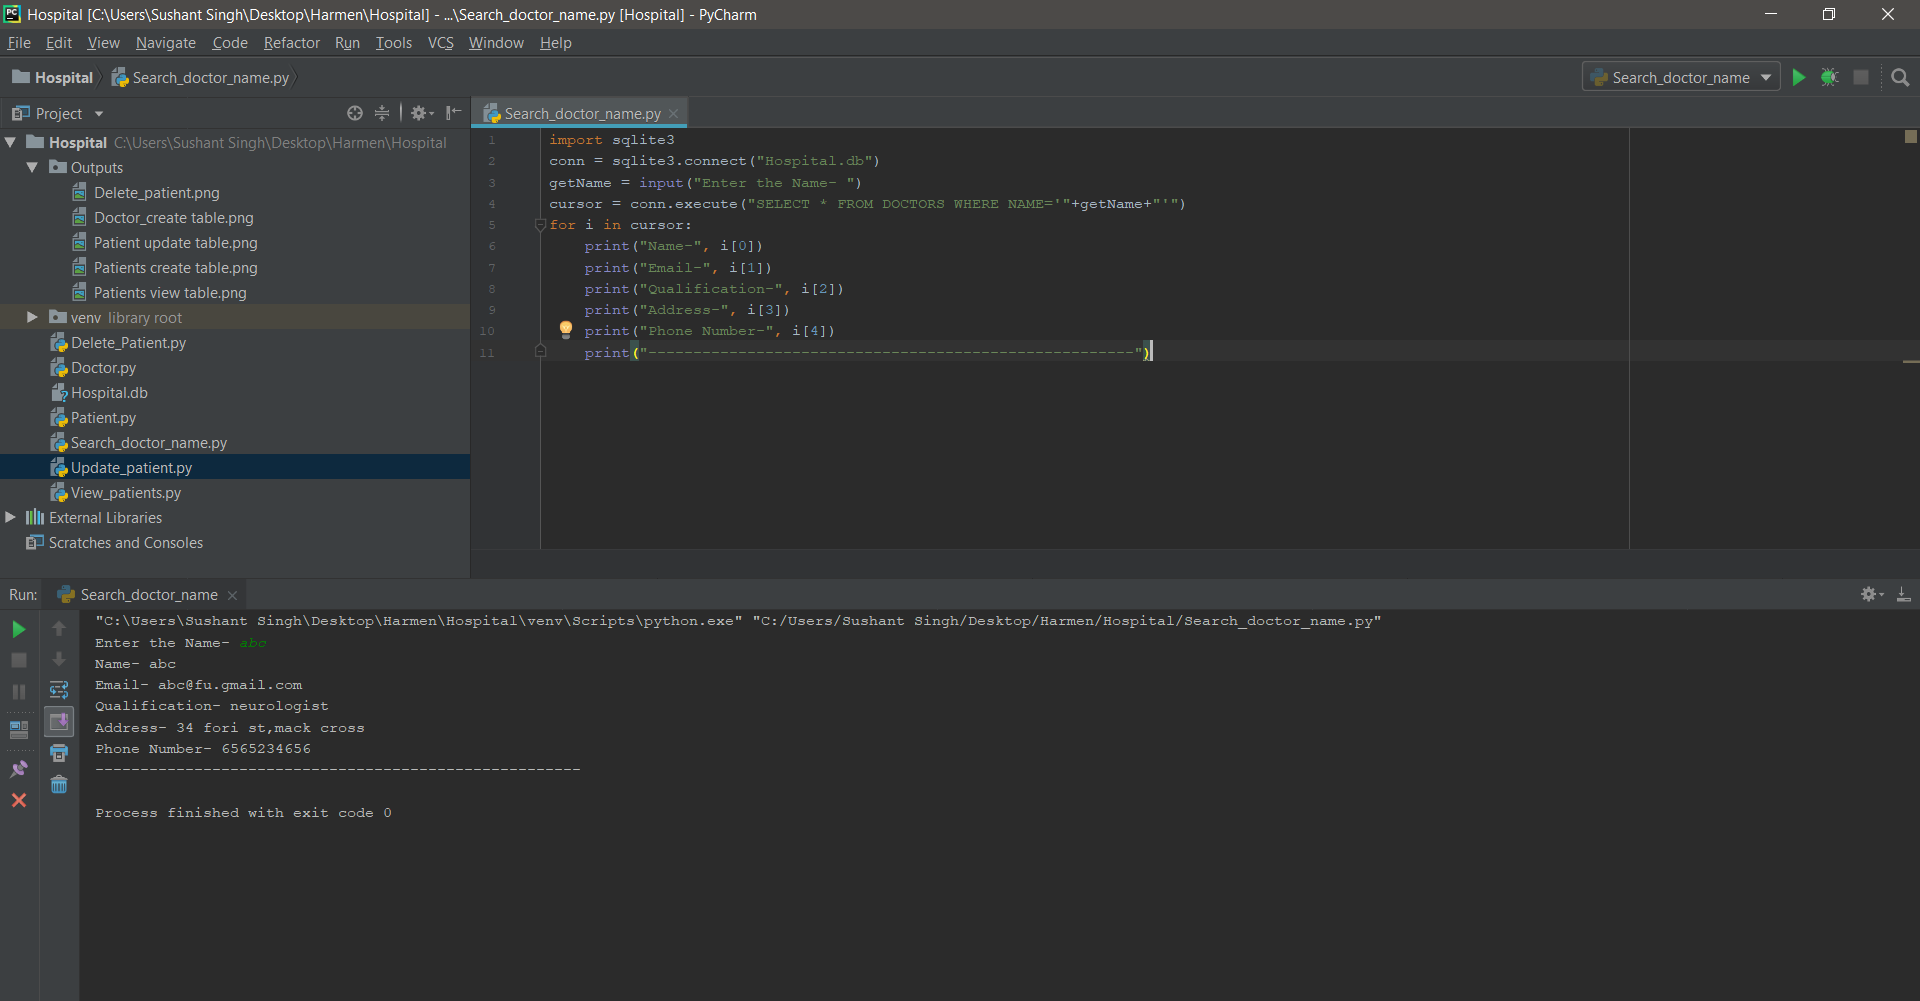 Hospital [C:\Users\Sushant Singh\Desktop\Harmen\Hospital] - ...\Search_doctor_name.py [Hospital] - PyCharm
File Edit View Navigate Code Refactor Run Tools VCS Window Help
Hospital Search_doctor_name.py Search_doctor_name
Project
Hospital C:\Users\Sushant Singh\Desktop\Harmen\Hospital
Outputs
Delete_patient.png
Doctor_create table.png
Patient update table.png
Patients create table.png
Patients view table.png
venv library root
Delete_Patient.py
Doctor.py
Hospital.db
Patient.py
Search_doctor_name.py
Update_patient.py
View_patients.py
External Libraries
Scratches and Consoles
Search_doctor_name.py
1 import sqlite3
2 conn = sqlite3.connect("Hospital.db")
3 getName = input("Enter the Name- ")
4 cursor = conn.execute("SELECT * FROM DOCTORS WHERE NAME='"+getName+"'")
5 for i in cursor:
6 print("Name-", i[0])
7 print("Email-", i[1])
8 print("Qualification-", i[2])
9 print("Address-", i[3])
10 print("Phone Number-", i[4])
11 print("------------------------------------------------------")
Run: Search_doctor_name
"C:\Users\Sushant Singh\Desktop\Harmen\Hospital\venv\Scripts\python.exe" "C:/Users/Sushant Singh/Desktop/Harmen/Hospital/Search_doctor_name.py"
Enter the Name- abc
Name- abc
Email- abc@fu.gmail.com
Qualification- neurologist
Address- 34 fori st,mack cross
Phone Number- 6565234656
------------------------------------------------------
Process finished with exit code 0